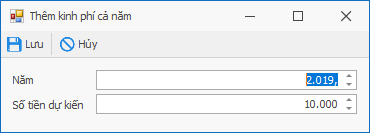 Thêm kinh phí cả năm
Lưu Hủy
Năm 2.019,
Số tiền dự kiến 10.000